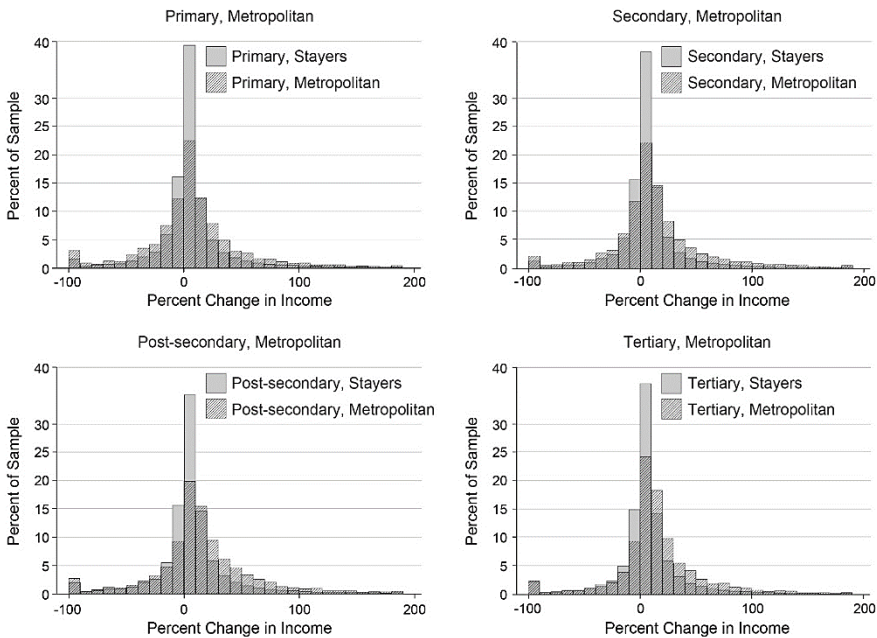 Primary, Metropolitan
40
30
25
20
15
10
5
0
Percent of Sample
Primary, Stayers
Primary, Metropolitan
-100
0
100
200
Percent Change in Income
Secondary, Metropolitan
40
30
25
20
15
10
5
0
Percent of Sample
Secondary, Stayers
Secondary, Metropolitan
-100
0
100
200
Percent Change in Income
Post-secondary, Metropolitan
40
30
25
20
15
10
5
0
Percent of Sample
Post-secondary, Stayers
Post-secondary, Metropolitan
-100
0
100
200
Percent Change in Income
Tertiary, Metropolitan
40
30
25
20
15
10
5
0
Percent of Sample
Tertiary, Stayers
Tertiary, Metropolitan
-100
0
100
200
Percent Change in Income